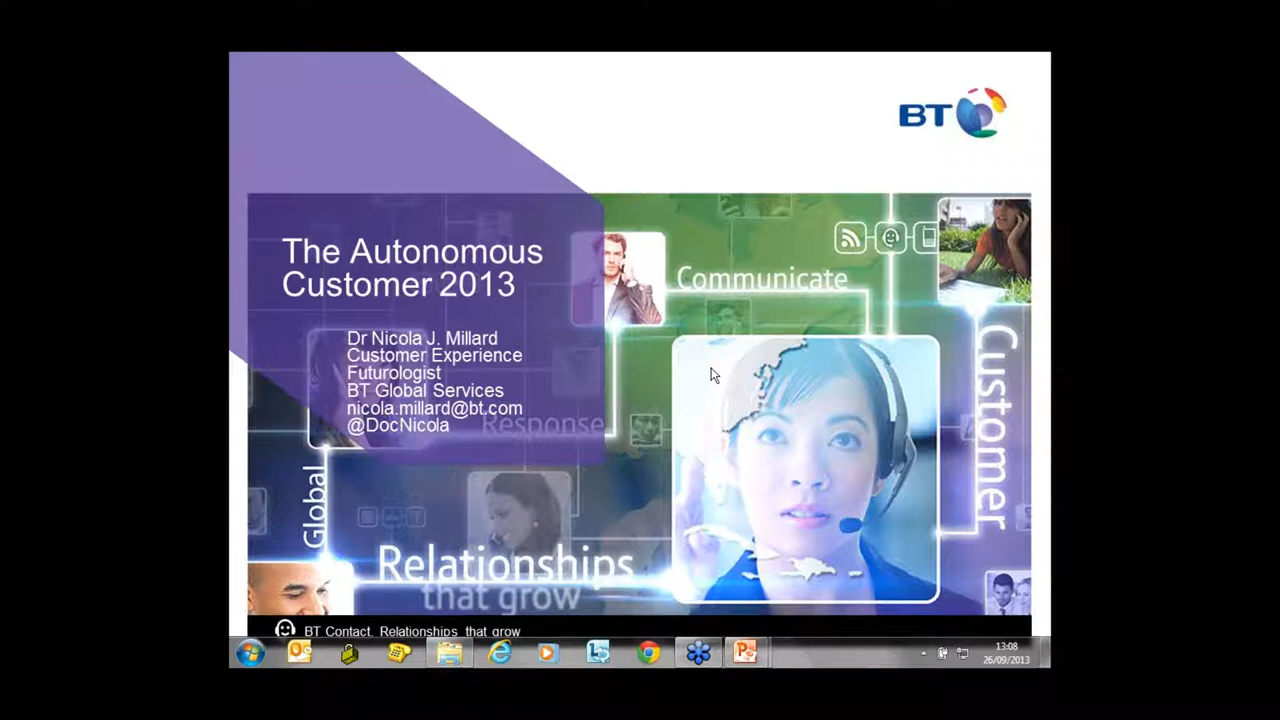 BT
The Autonomous
Customer 2013
Dr Nicola J. Millard
Customer Experience
Futurologist
BT Global Services
nicola.millard@bt.com
@DocNicola
Communicate
Customer
Response
Global
Relationships
that grow
BT Contact. Relationships that grow
13:08
26/09/2013